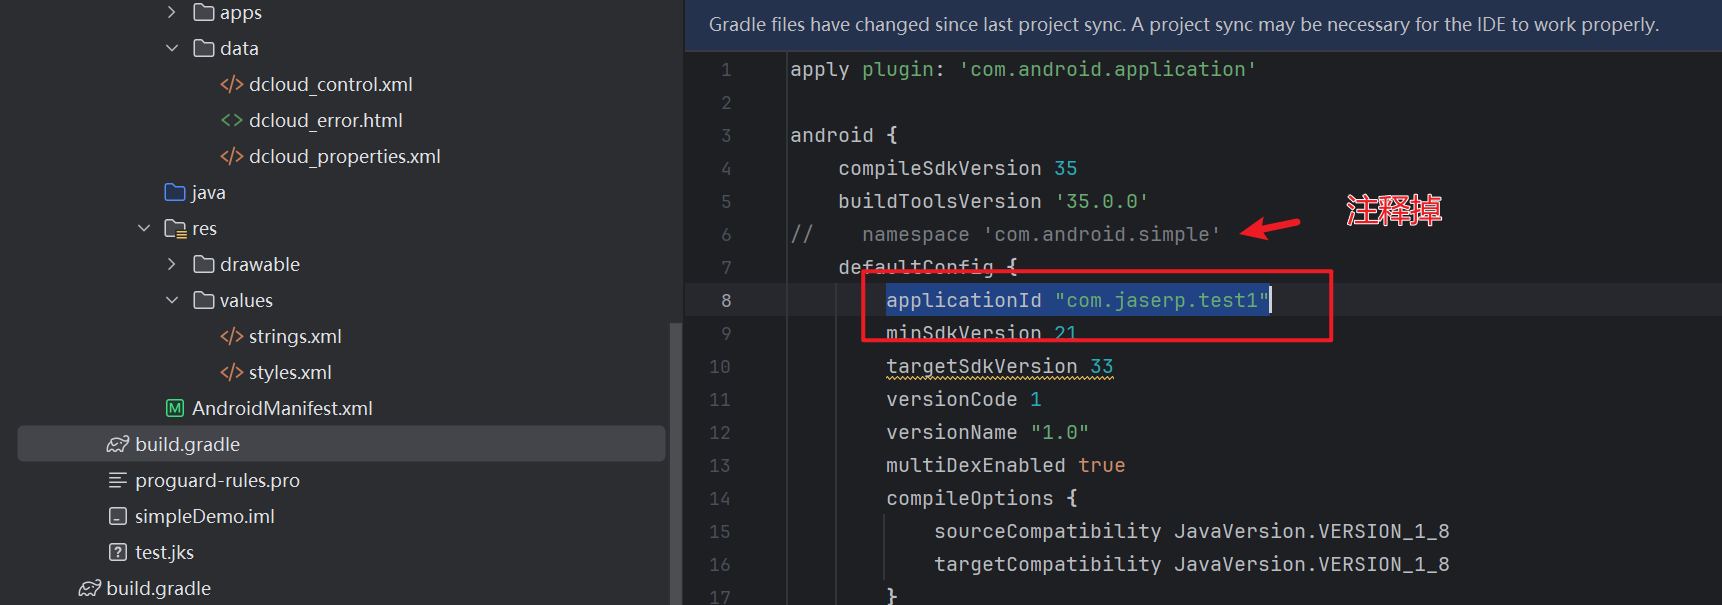 apps
data
dcloud_control.xml
dcloud_error.html
dcloud_properties.xml
java
res
drawable
values
strings.xml
styles.xml
AndroidManifest.xml
build.gradle
proguard-rules.pro
simpleDemo.iml
test.jks
build.gradle
Gradle files have changed since last project sync. A project sync may be necessary for the IDE to work properly.
1 apply plugin: 'com.android.application'
2
3 android {
4 compileSdkVersion 35
5 buildToolsVersion '35.0.0'
6 // namespace 'com.android.simple'
注释掉
7 defaultConfig {
8 applicationId "com.jaserp.test1"
9 minSdkVersion 21
10 targetSdkVersion 33
11 versionCode 1
12 versionName "1.0"
13 multiDexEnabled true
14 compileOptions {
15 sourceCompatibility JavaVersion.VERSION_1_8
16 targetCompatibility JavaVersion.VERSION_1_8
17 }